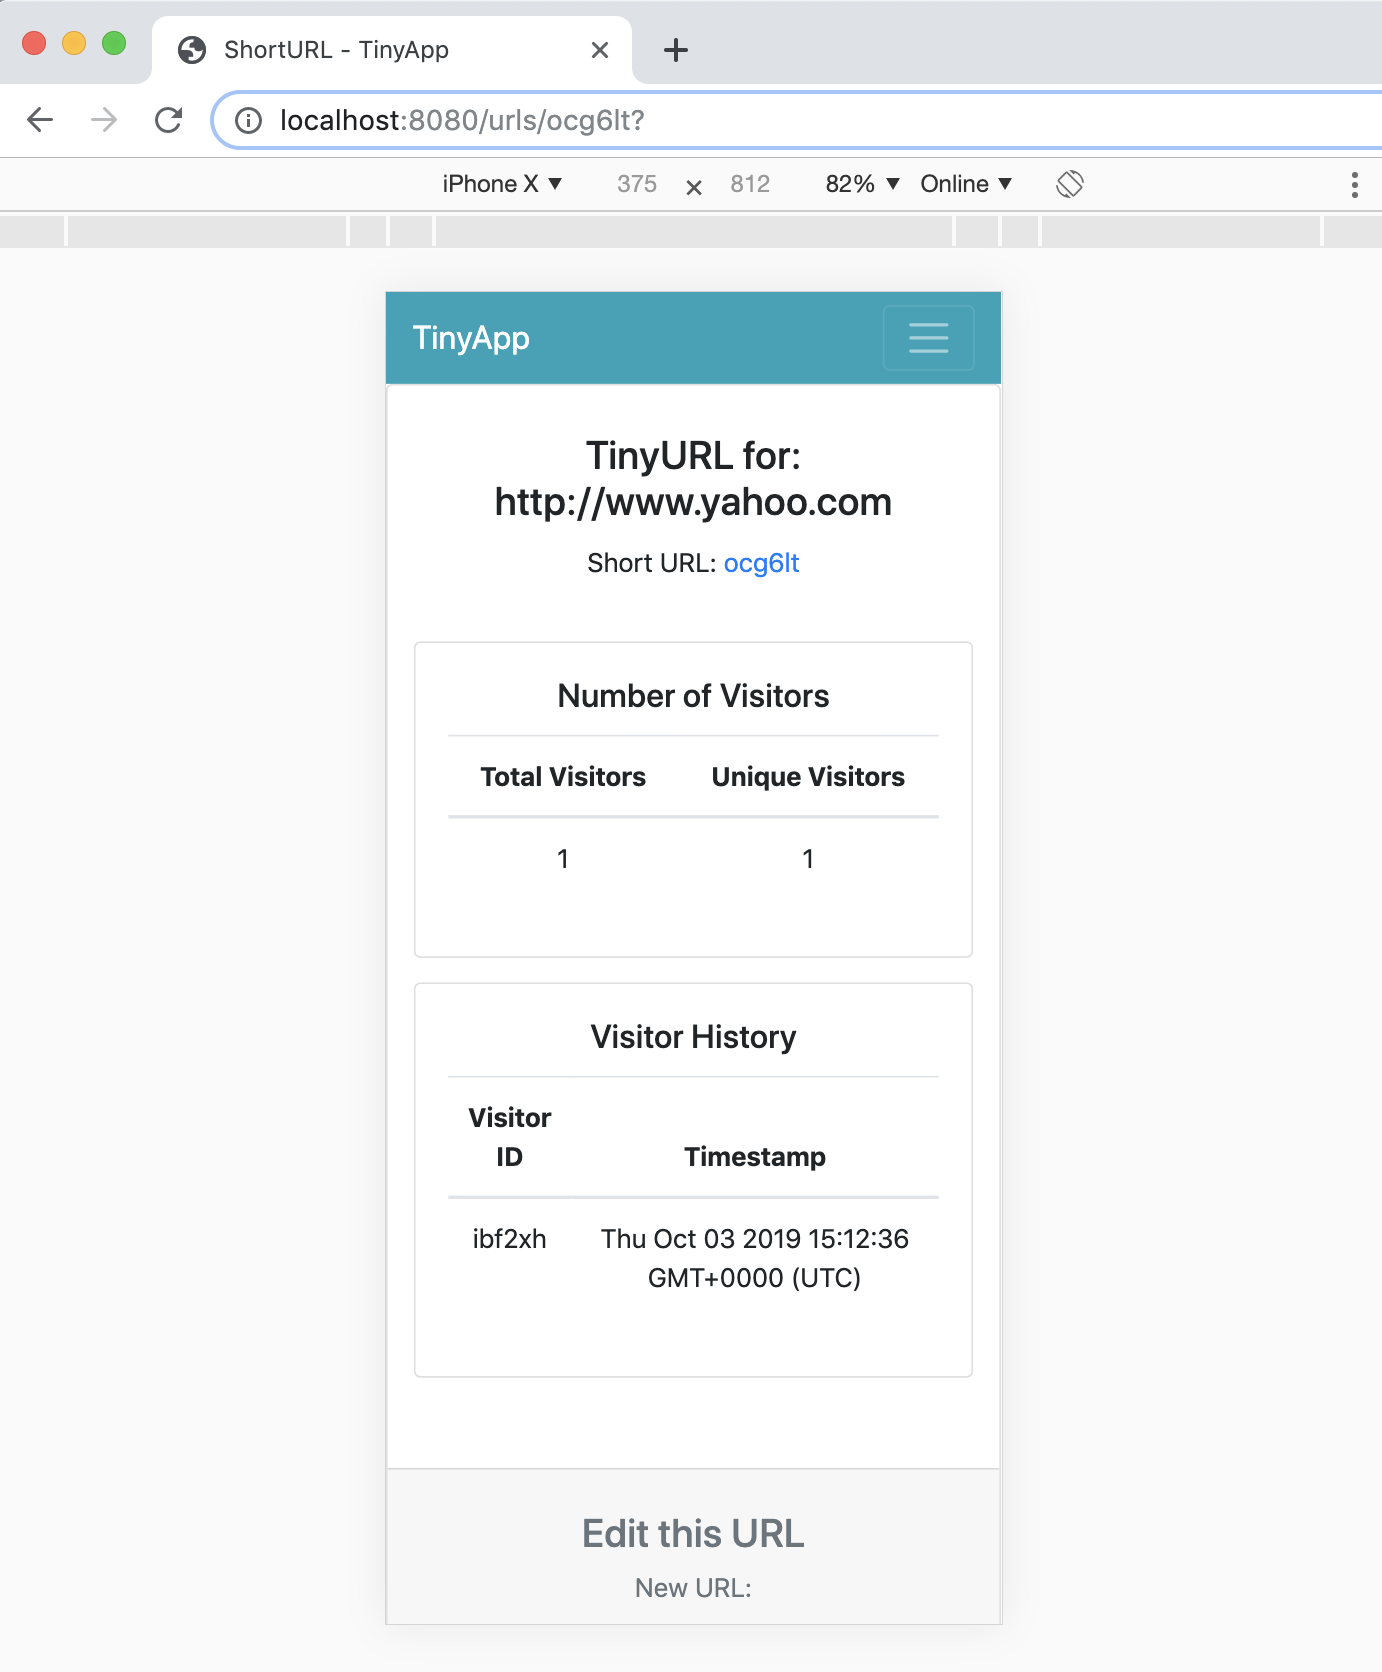 ShortURL - TinyApp
localhost:8080/urls/ocg6lt?
iPhone X ▼ 375 × 812 82% ▼ Online ▼
TinyApp
TinyURL for:
http://www.yahoo.com
Short URL: ocg6lt
Number of Visitors
Total Visitors Unique Visitors
1 1
Visitor History
Visitor
ID Timestamp
ibf2xh Thu Oct 03 2019 15:12:36
GMT+0000 (UTC)
Edit this URL
New URL: